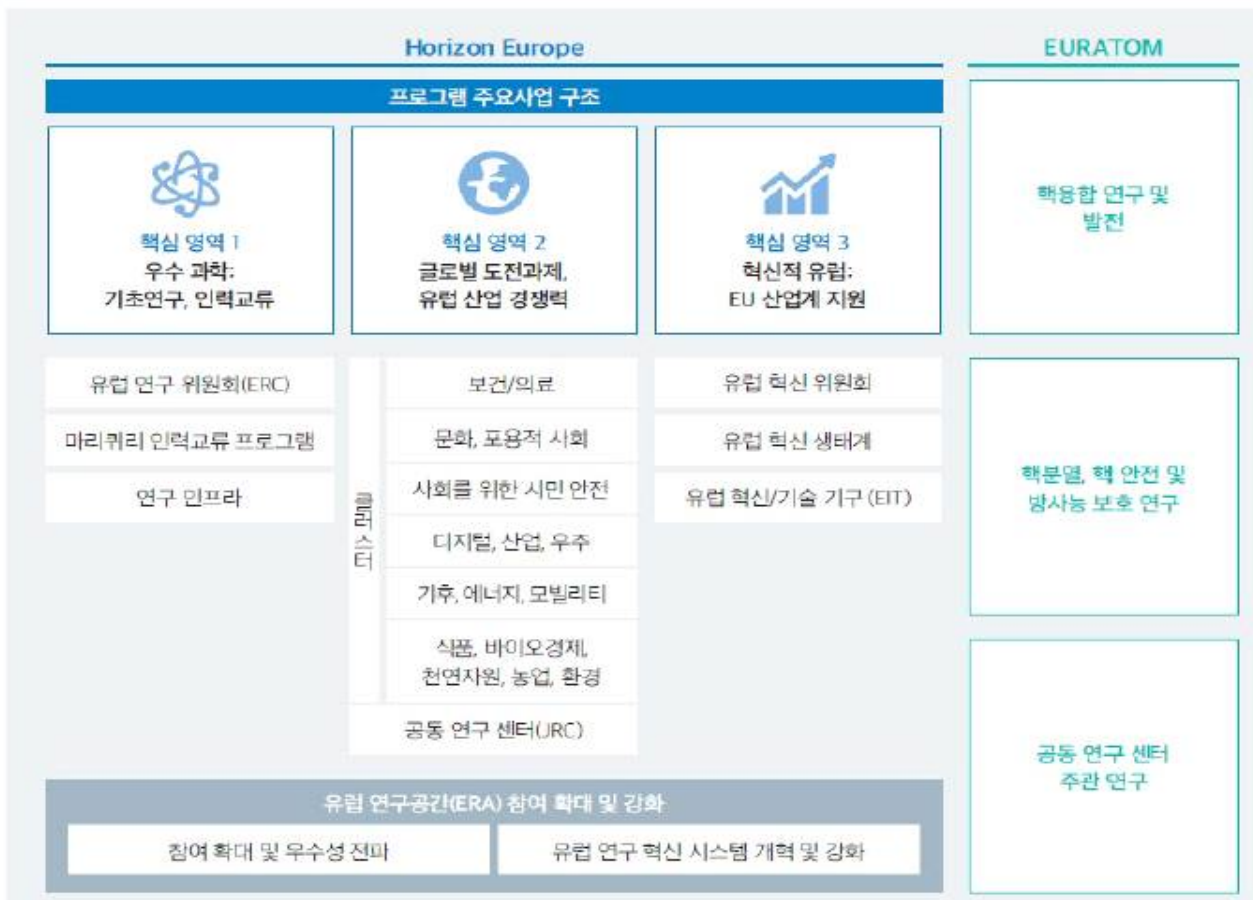 Horizon Europe
프로그램 주요사업 구조
핵심 영역 1
우수 과학:
기초연구, 인력교류
핵심 영역 2
글로벌 도전과제,
유럽 산업 경쟁력
핵심 영역 3
혁신적 유럽:
EU 산업계 지원
유럽 연구 위원회(ERC)
마리퀴리 인력교류 프로그램
연구 인프라
클러스터
보건/의료
문화, 포용적 사회
사회를 위한 시민 안전
디지털, 산업, 우주
기후, 에너지, 모빌리티
식품, 바이오경제,
천연자원, 농업, 환경
공동 연구 센터(JRC)
유럽 혁신 위원회
유럽 혁신 생태계
유럽 혁신/기술 기구 (EIT)
유럽 연구공간(ERA) 참여 확대 및 강화
참여 확대 및 우수성 전파
유럽 연구 혁신 시스템 개혁 및 강화
EURATOM
핵융합 연구 및
발전
핵분열, 핵 안전 및
방사능 보호 연구
공동 연구 센터
주관 연구